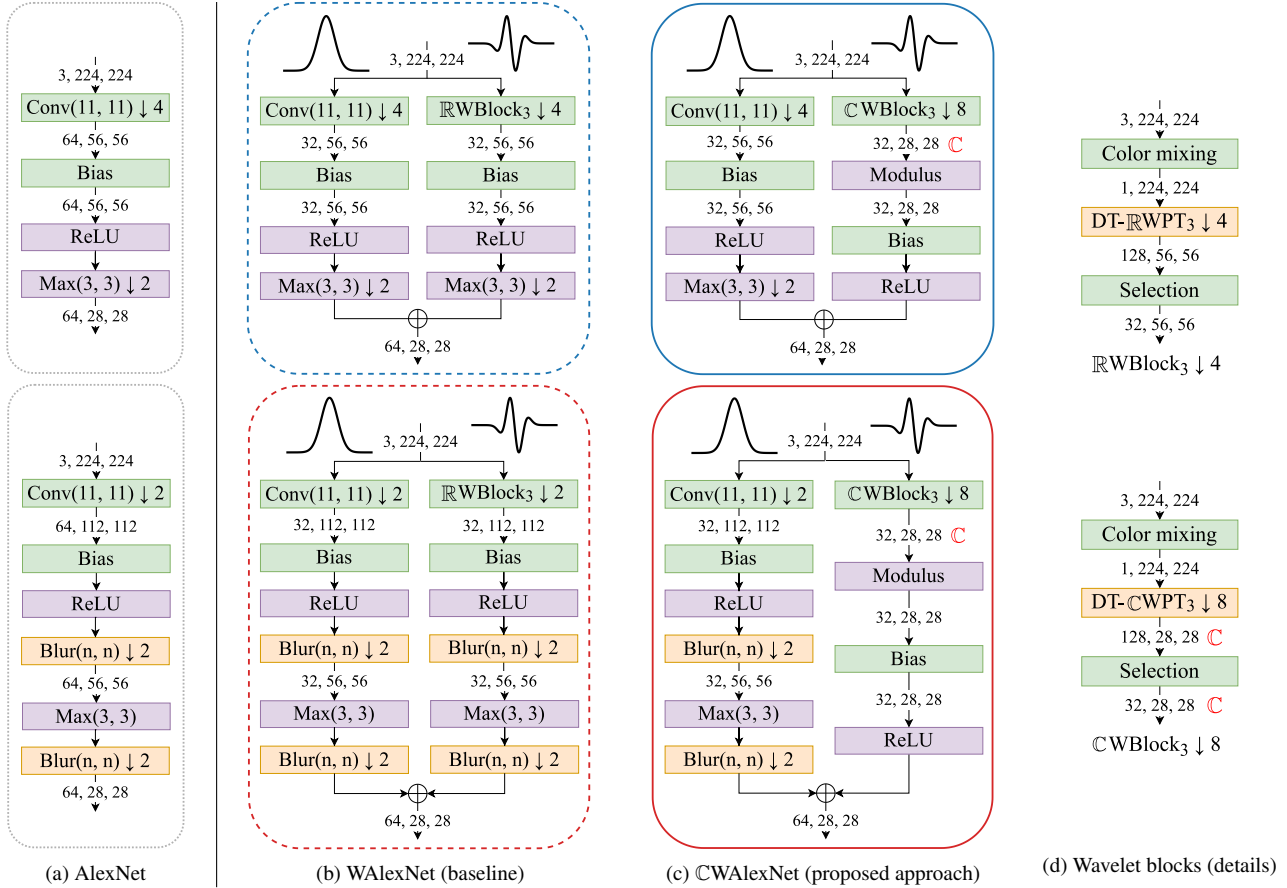 3, 224, 224
Conv(11, 11) ↓ 4
64, 56, 56
Bias
64, 56, 56
ReLU
Max(3, 3) ↓ 2
64, 28, 28
3, 224, 224
Conv(11, 11) ↓ 2
64, 112, 112
Bias
ReLU
Blur(n, n) ↓ 2
64, 56, 56
Max(3, 3)
Blur(n, n) ↓ 2
64, 28, 28
(a) AlexNet
3, 224, 224
Conv(11, 11) ↓ 4
32, 56, 56
Bias
32, 56, 56
ReLU
Max(3, 3) ↓ 2
ℝWBlock₃ ↓ 4
32, 56, 56
Bias
32, 56, 56
ReLU
Max(3, 3) ↓ 2
64, 28, 28
3, 224, 224
Conv(11, 11) ↓ 2
32, 112, 112
Bias
ReLU
Blur(n, n) ↓ 2
32, 56, 56
Max(3, 3)
Blur(n, n) ↓ 2
ℝWBlock₃ ↓ 2
32, 112, 112
Bias
ReLU
Blur(n, n) ↓ 2
32, 56, 56
Max(3, 3)
Blur(n, n) ↓ 2
64, 28, 28
(b) WAlexNet (baseline)
3, 224, 224
Conv(11, 11) ↓ 4
32, 56, 56
Bias
32, 56, 56
ReLU
Max(3, 3) ↓ 2
ℂWBlock₃ ↓ 8
32, 28, 28 ℂ
Modulus
32, 28, 28
Bias
ReLU
64, 28, 28
3, 224, 224
Conv(11, 11) ↓ 2
32, 112, 112
Bias
ReLU
Blur(n, n) ↓ 2
32, 56, 56
Max(3, 3)
Blur(n, n) ↓ 2
ℂWBlock₃ ↓ 8
32, 28, 28 ℂ
Modulus
32, 28, 28
Bias
32, 28, 28
ReLU
64, 28, 28
(c) ℂWAlexNet (proposed approach)
3, 224, 224
Color mixing
1, 224, 224
DT-ℝWPT₃ ↓ 4
128, 56, 56
Selection
32, 56, 56
ℝWBlock₃ ↓ 4
3, 224, 224
Color mixing
1, 224, 224
DT-ℂWPT₃ ↓ 8
128, 28, 28 ℂ
Selection
32, 28, 28 ℂ
ℂWBlock₃ ↓ 8
(d) Wavelet blocks (details)